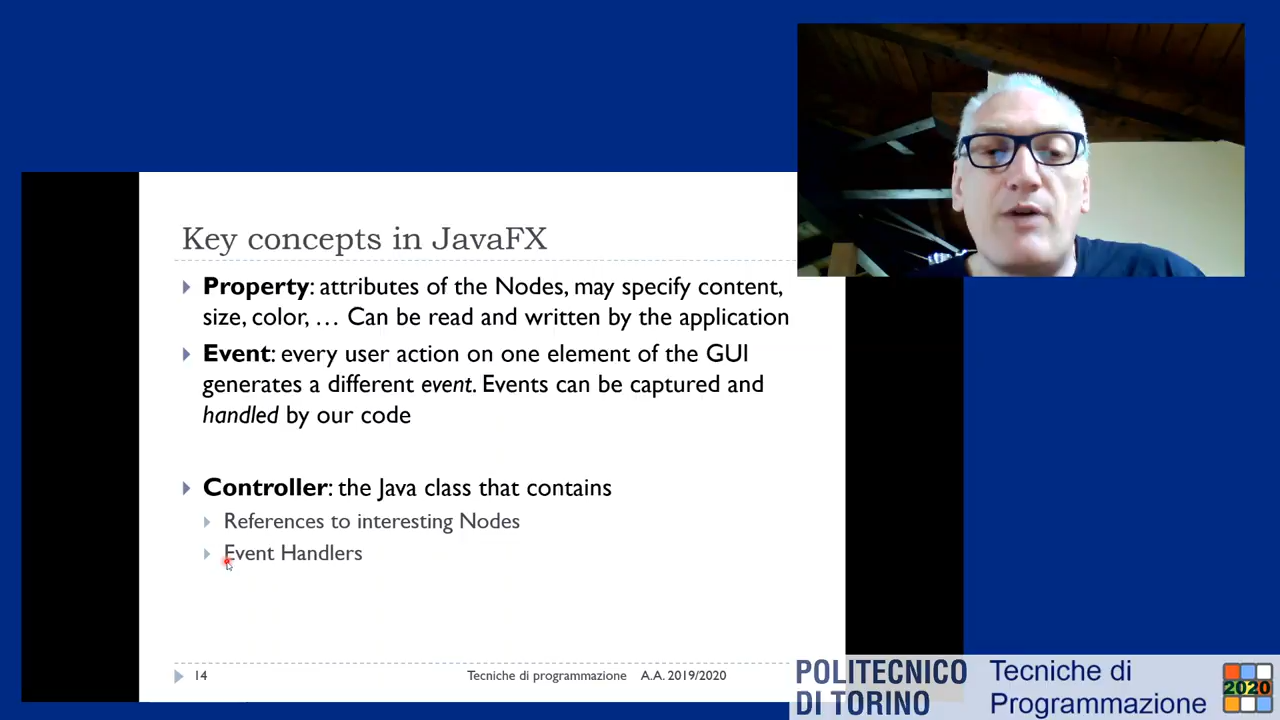 Key concepts in JavaFX
Property: attributes of the Nodes, may specify content,
size, color, … Can be read and written by the application
Event: every user action on one element of the GUI
generates a different event. Events can be captured and
handled by our code
Controller: the Java class that contains
References to interesting Nodes
Event Handlers
14
Tecniche di programmazione A.A. 2019/2020
POLITECNICO
DI TORINO
Tecniche di
Programmazione
2020